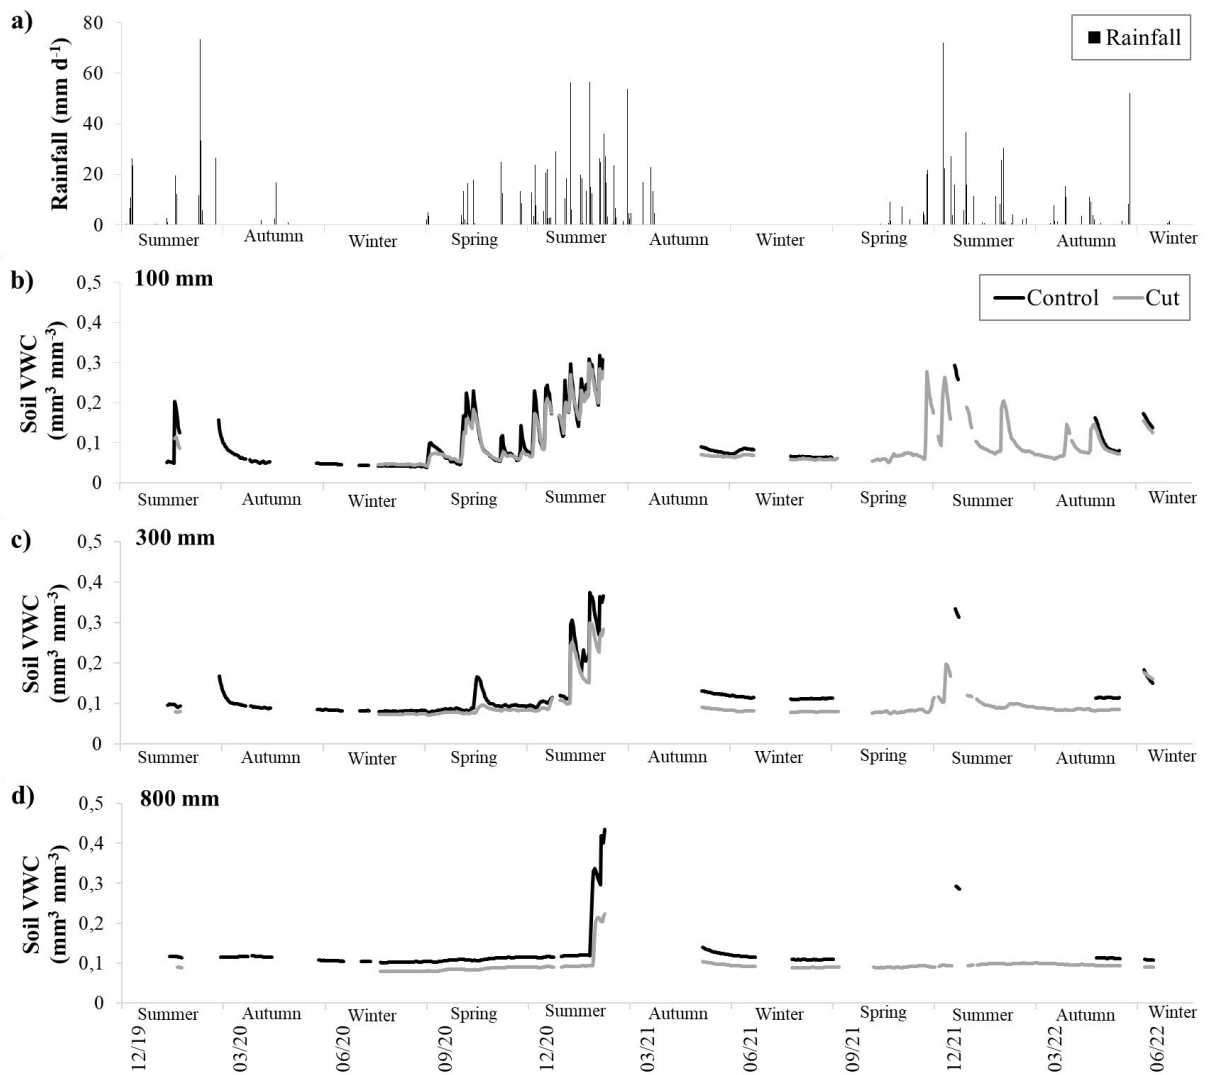 a)
Rainfall (mm d-1)
80
60
40
20
0
Rainfall
Summer Autumn Winter Spring Summer Autumn Winter Spring Summer Autumn Winter
b)
100 mm
Soil VWC
(mm3 mm-3)
0,5
0,4
0,3
0,2
0,1
0
Control Cut
Summer Autumn Winter Spring Summer Autumn Winter Spring Summer Autumn Winter
c)
300 mm
Soil VWC
(mm3 mm-3)
0,5
0,4
0,3
0,2
0,1
0
Summer Autumn Winter Spring Summer Autumn Winter Spring Summer Autumn Winter
d)
800 mm
Soil VWC
(mm3 mm-3)
0,5
0,4
0,3
0,2
0,1
0
Summer Autumn Winter Spring Summer Autumn Winter Spring Summer Autumn Winter
12/19 03/20 06/20 09/20 12/20 03/21 06/21 09/21 12/21 03/22 06/22